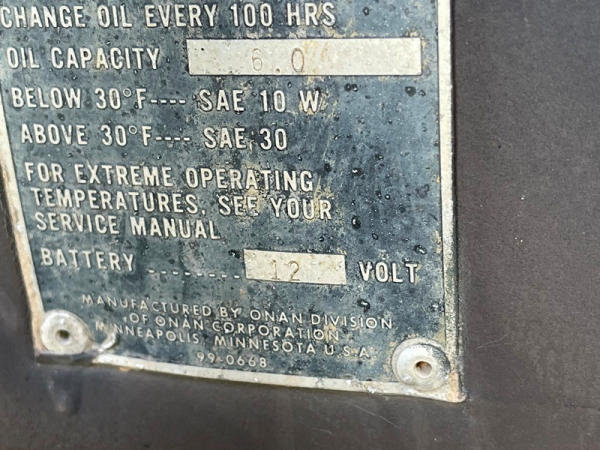 CHANGE OIL EVERY 100 HRS
OIL CAPACITY 6.0
BELOW 30°F---- SAE 10 W
ABOVE 30°F---- SAE 30
FOR EXTREME OPERATING
TEMPERATURES, SEE YOUR
SERVICE MANUAL
BATTERY -------- 12 VOLT
MANUFACTURED BY ONAN DIVISION
OF ONAN CORPORATION
MINNEAPOLIS, MINNESOTA U.S.A.
99-0668